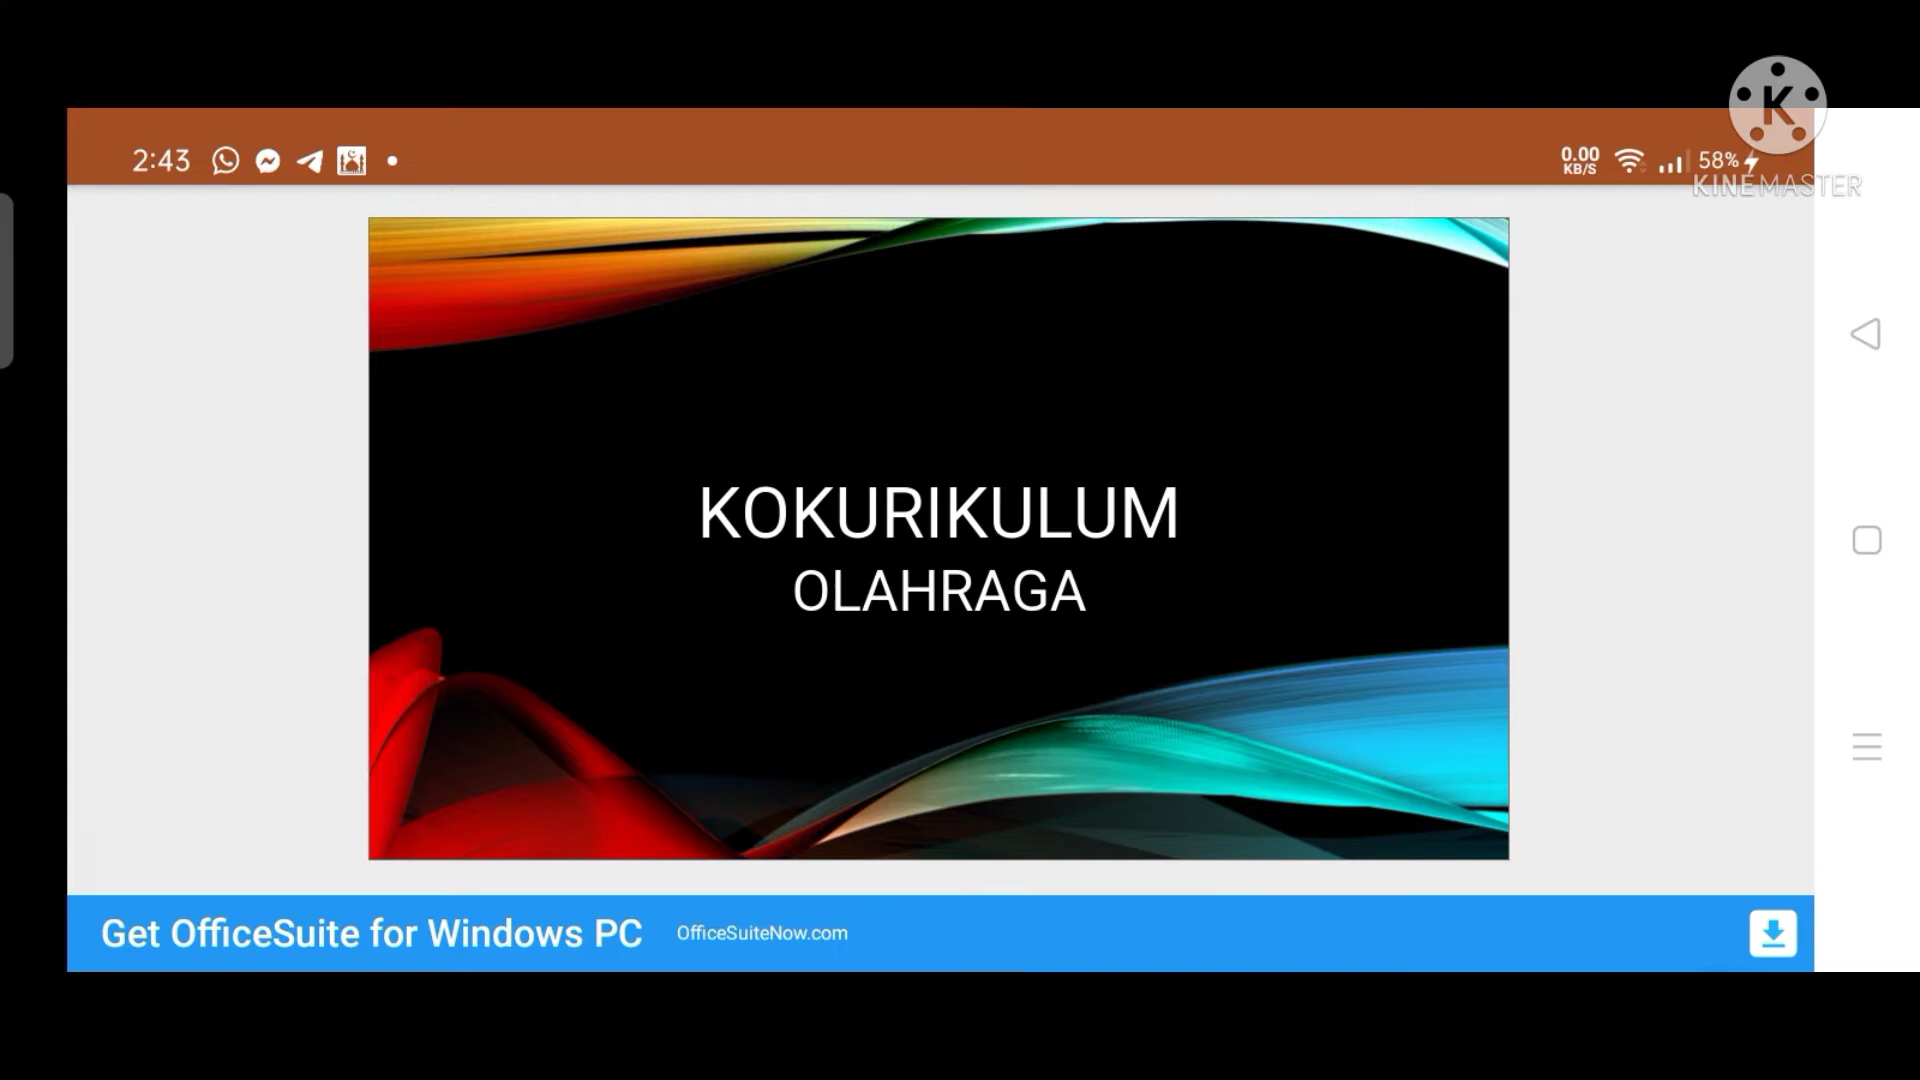 2:43
0.00
KB/S
58%
K
KINEMASTER
KOKURIKULUM
OLAHRAGA
Get OfficeSuite for Windows PC
OfficeSuiteNow.com